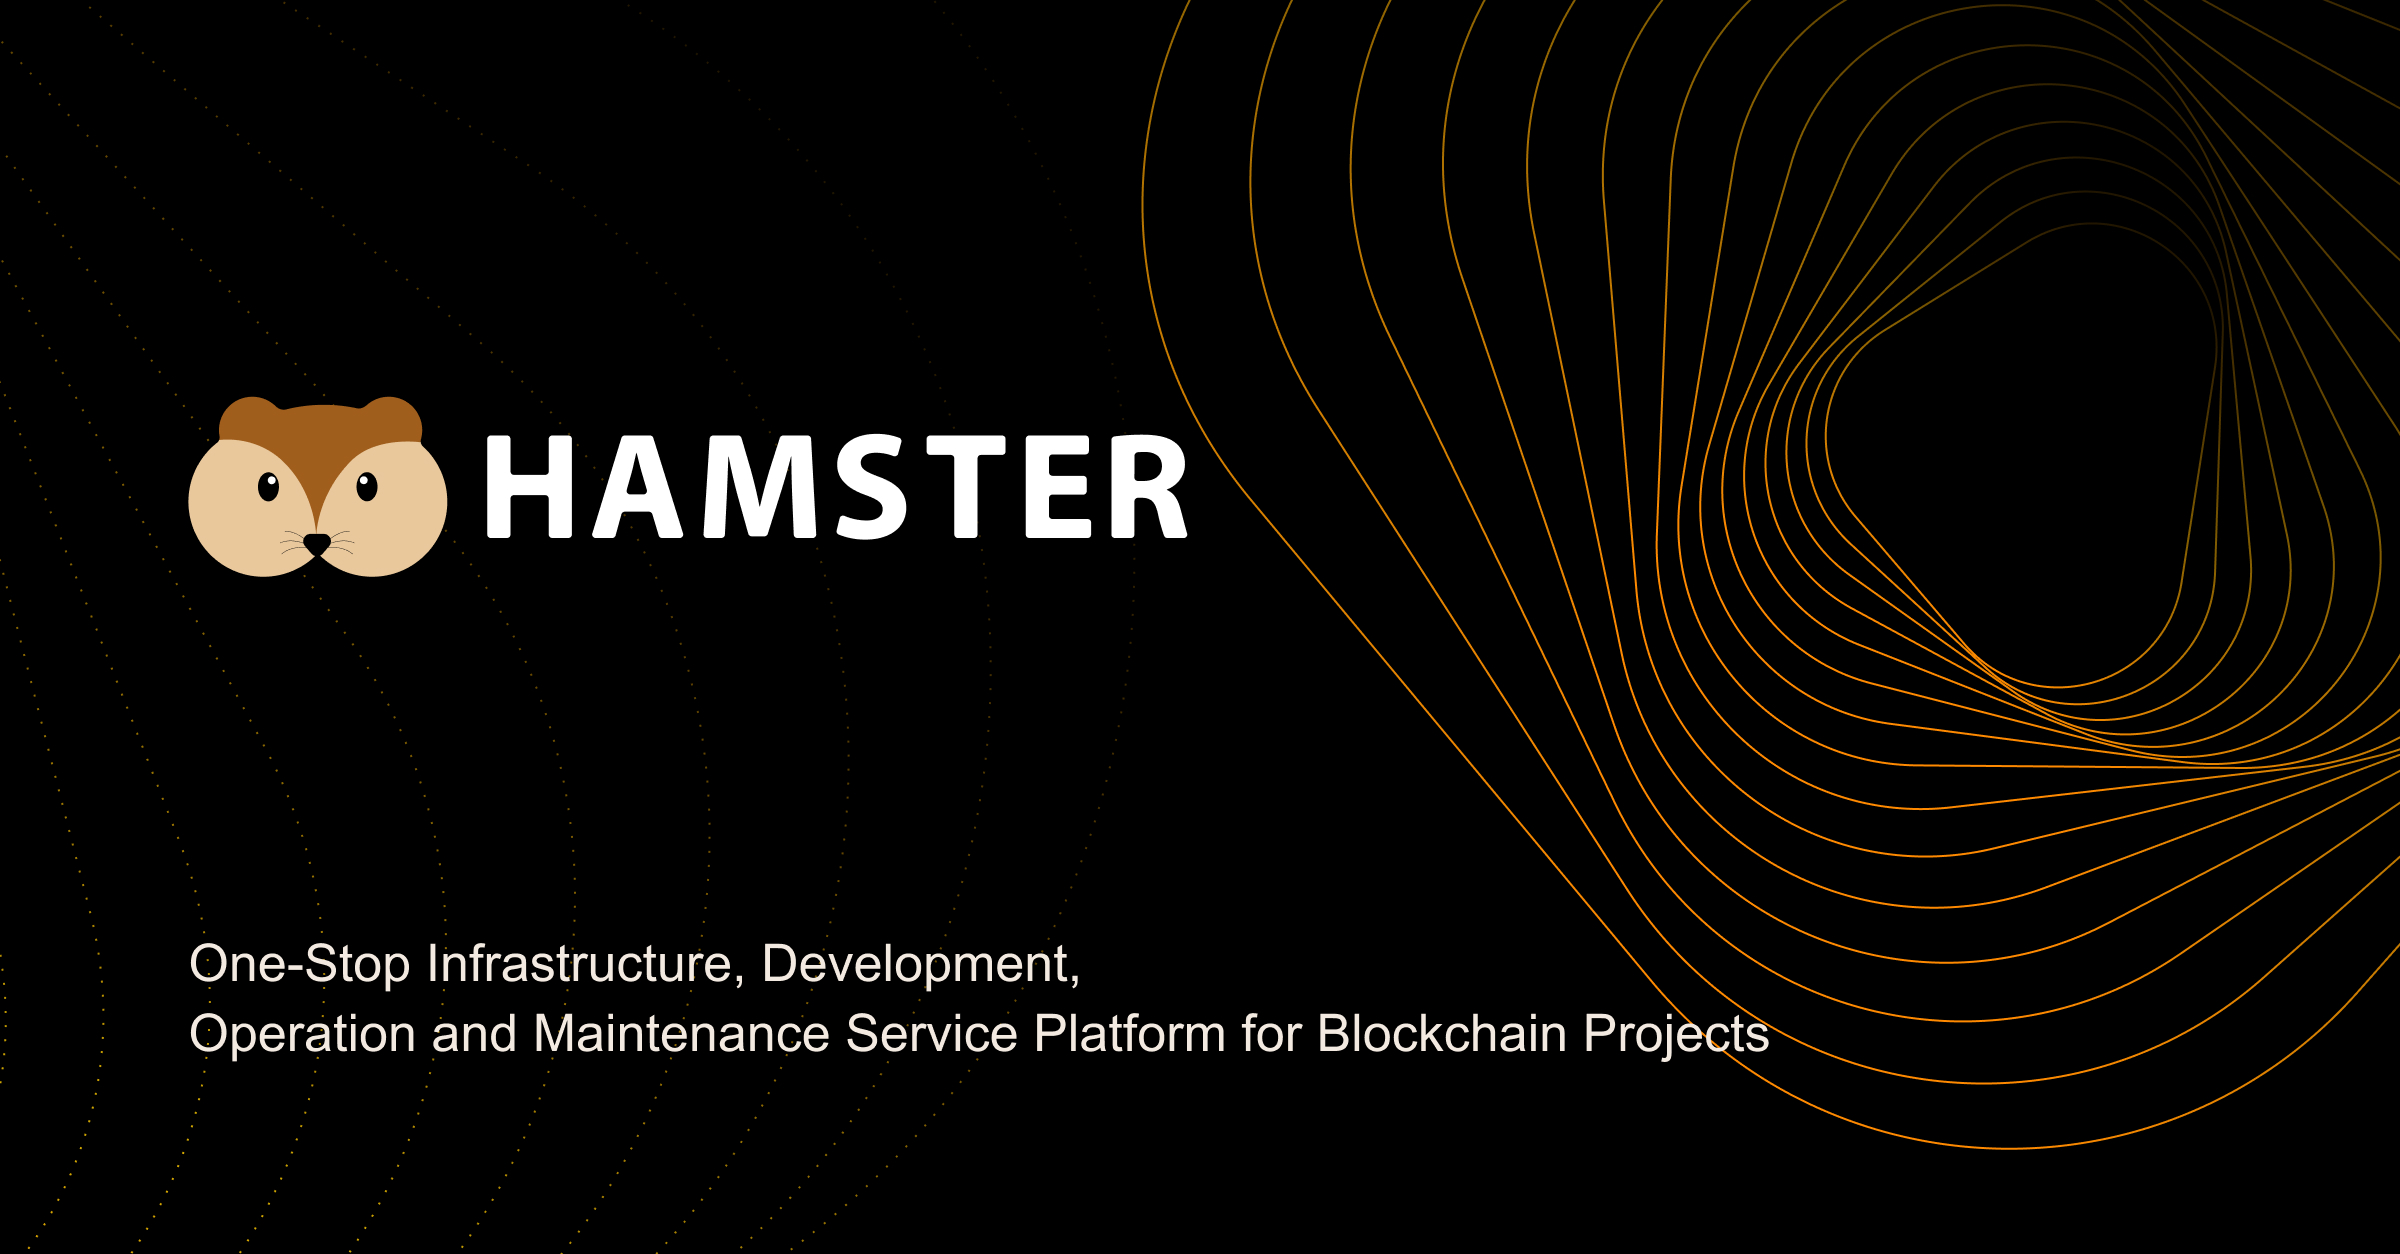 HAMSTER
One-Stop Infrastructure, Development,
Operation and Maintenance Service Platform for Blockchain Projects